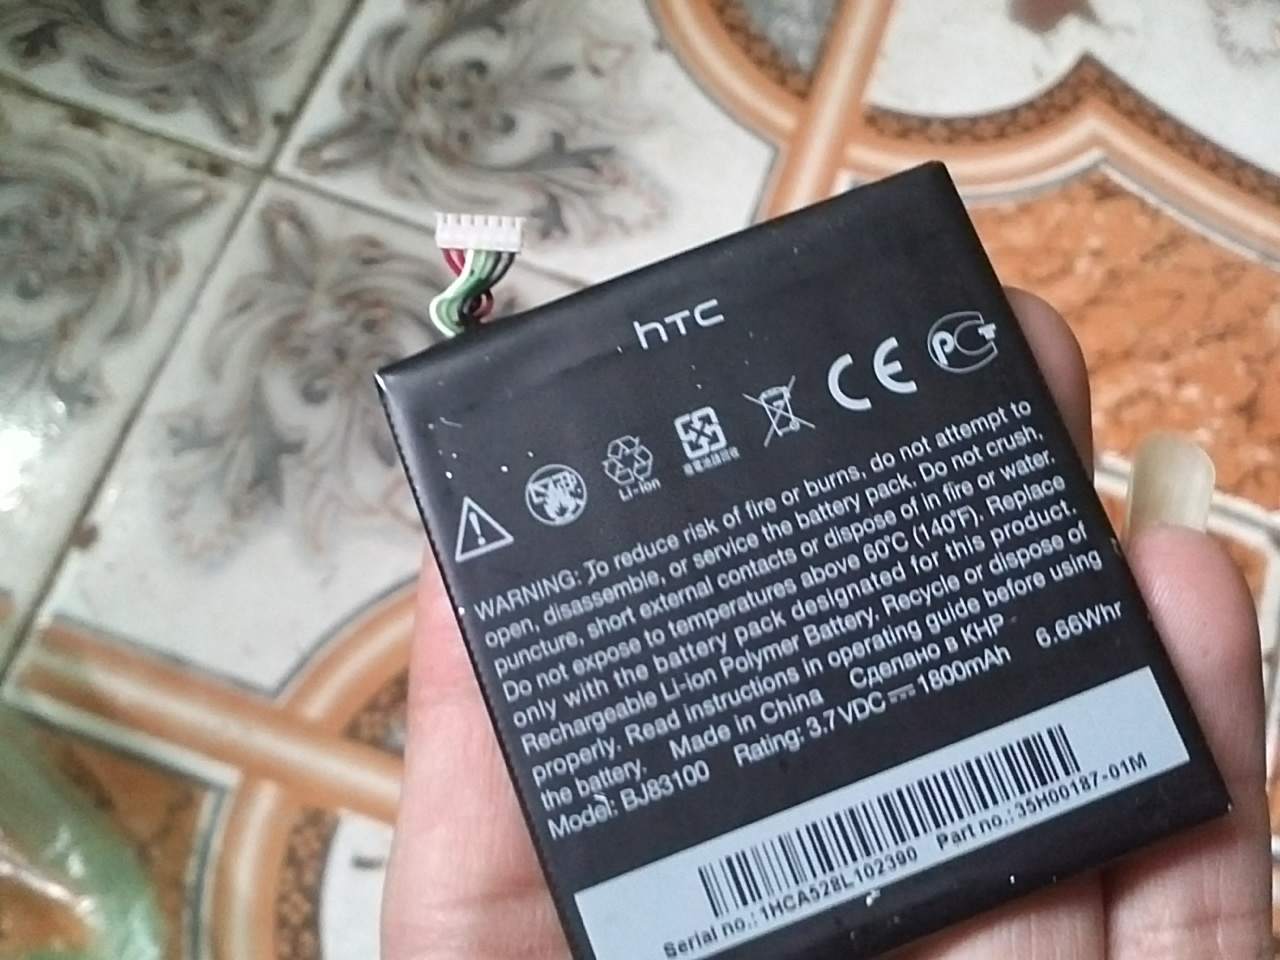 hTC
Li-ion
CE
WARNING: To reduce risk of fire or burns, do not attempt to
open, disassemble, or service the battery pack. Do not crush,
puncture, short external contacts or dispose of in fire or water.
Do not expose to temperatures above 60°C (140°F). Replace
only with the battery pack designated for this product.
Rechargeable Li-ion Polymer Battery. Recycle or dispose of
properly. Read instructions in operating guide before using
the battery. Made in China Сделано в КНР
Model: BJ83100 Rating: 3.7VDC 1800mAh 6.66Whr
Serial no.: 1HCA528L102390 Part no.: 35H00187-01M